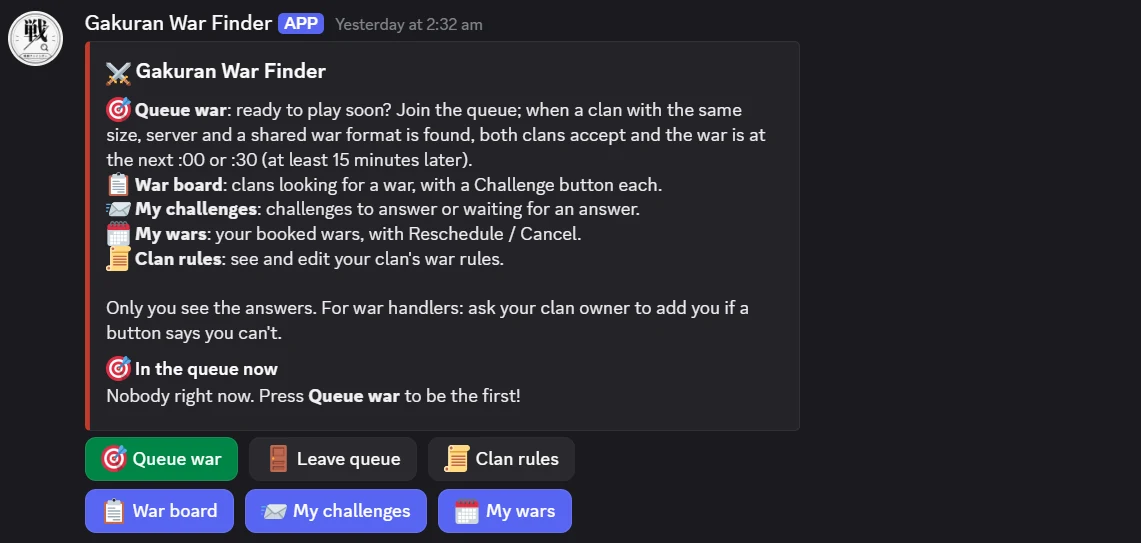 戦
Gakuran War Finder APP Yesterday at 2:32 am
Gakuran War Finder
Queue war: ready to play soon? Join the queue; when a clan with the same
size, server and a shared war format is found, both clans accept and the war is at
the next :00 or :30 (at least 15 minutes later).
War board: clans looking for a war, with a Challenge button each.
My challenges: challenges to answer or waiting for an answer.
My wars: your booked wars, with Reschedule / Cancel.
Clan rules: see and edit your clan's war rules.
Only you see the answers. For war handlers: ask your clan owner to add you if a
button says you can't.
In the queue now
Nobody right now. Press Queue war to be the first!
Queue war Leave queue Clan rules
War board My challenges My wars